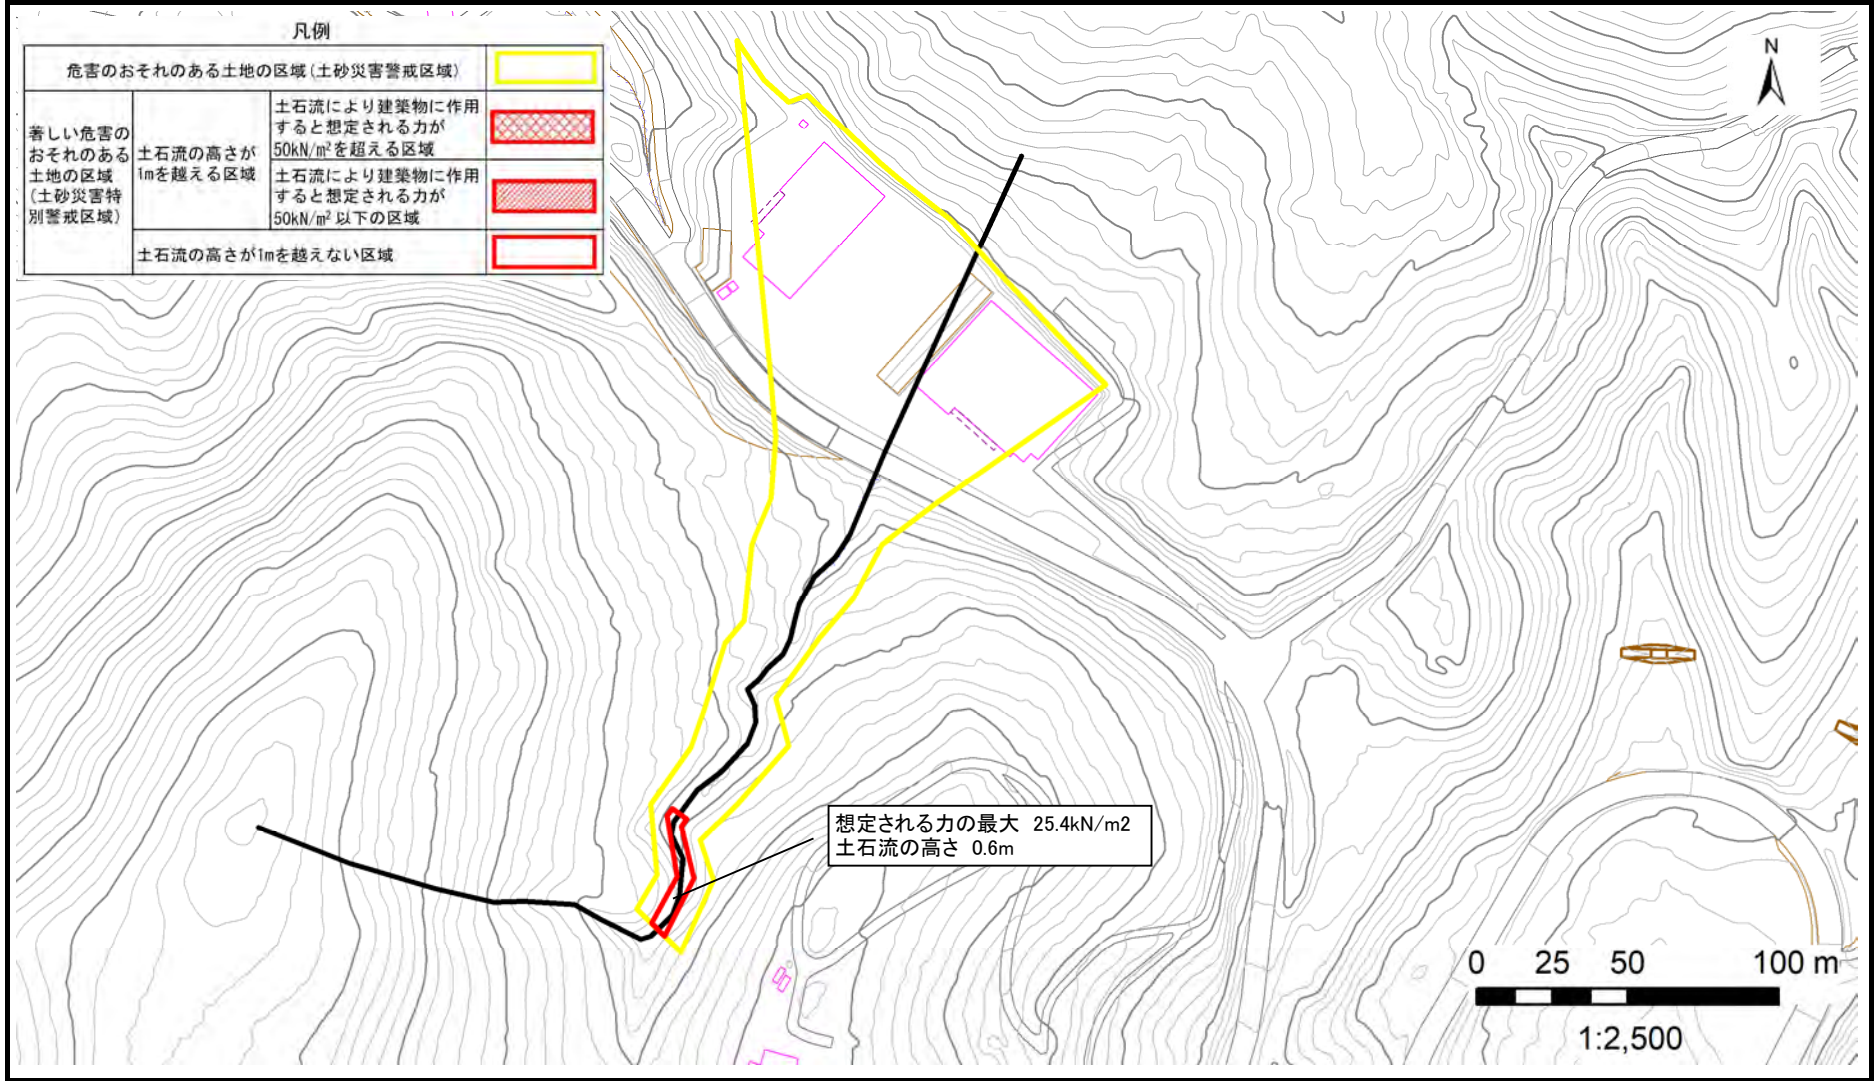 凡例
危害のおそれのある土地の区域(土砂災害警戒区域)
著しい危害の
おそれのある
土地の区域
(土砂災害特
別警戒区域)
土石流の高さが
1mを越える区域
土石流により建築物に作用
すると想定される力が
50kN/m²を超える区域
土石流により建築物に作用
すると想定される力が
50kN/m² 以下の区域
土石流の高さが1mを越えない区域
N
想定される力の最大 25.4kN/m2
土石流の高さ 0.6m
0 25 50 100 m
1:2,500